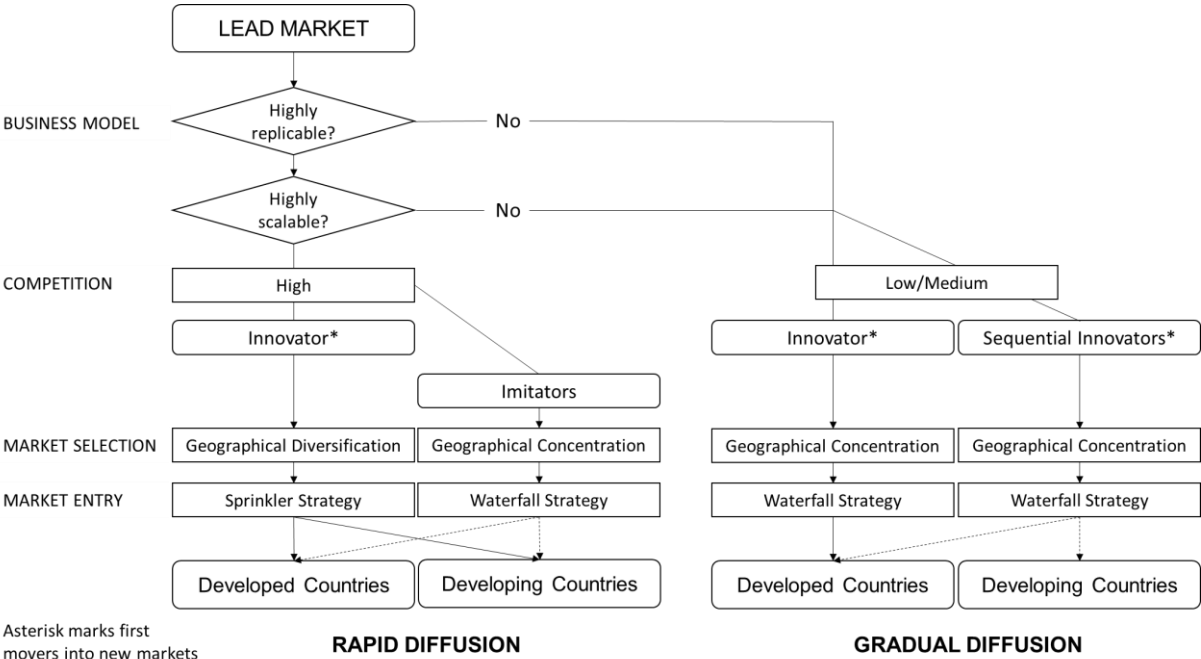 LEAD MARKET
BUSINESS MODEL
Highly
replicable?
No
Highly
scalable?
No
COMPETITION
High
Low/Medium
Innovator*
Innovator*
Sequential Innovators*
Imitators
MARKET SELECTION
Geographical Diversification
Geographical Concentration
Geographical Concentration
Geographical Concentration
MARKET ENTRY
Sprinkler Strategy
Waterfall Strategy
Waterfall Strategy
Waterfall Strategy
Developed Countries
Developing Countries
Developed Countries
Developing Countries
Asterisk marks first
movers into new markets
RAPID DIFFUSION
GRADUAL DIFFUSION